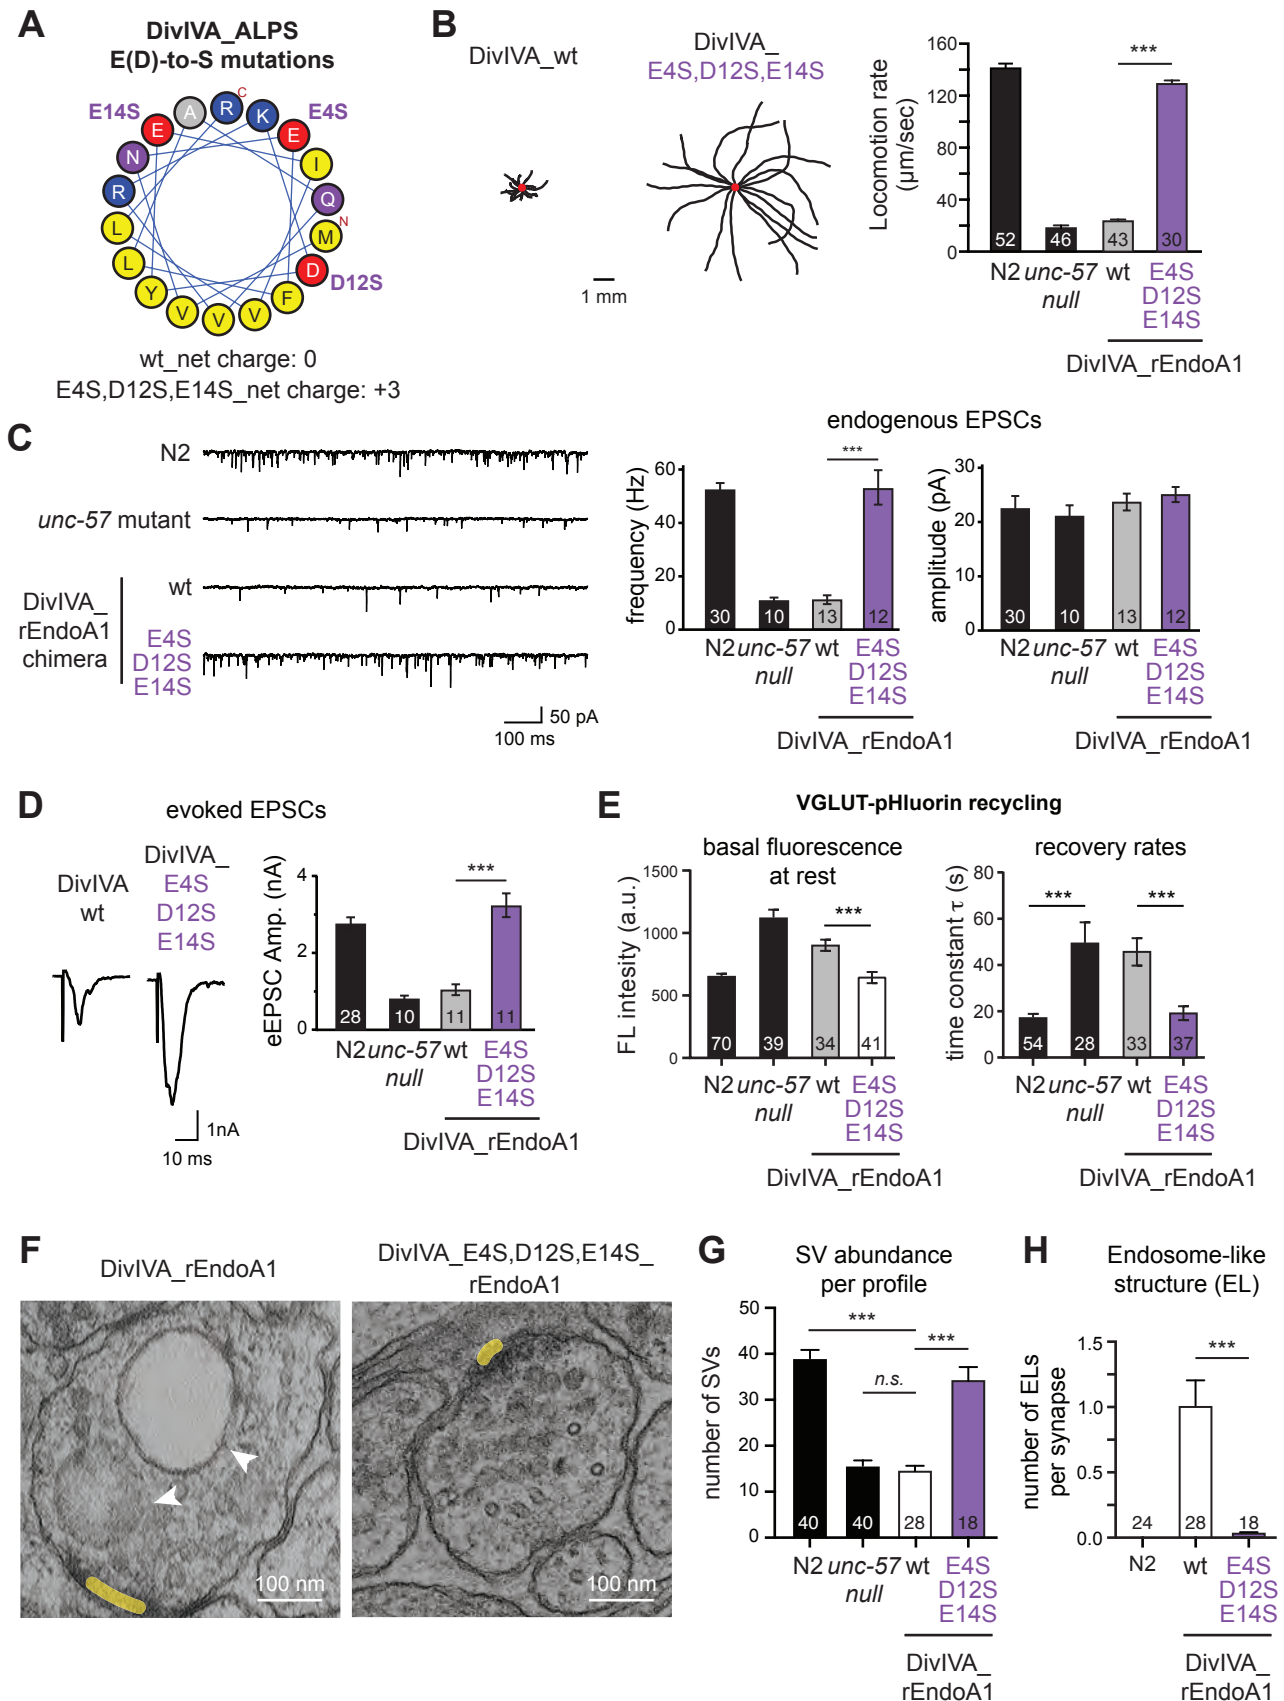 A
DivIVA_ALPS
E(D)-to-S mutations
E14S
E4S
D12S
A
R
C
K
E
I
Q
N
M
D
F
V
V
V
Y
L
L
R
N
E
wt_net charge: 0
E4S,D12S,E14S_net charge: +3
B
DivIVA_wt
DivIVA_
E4S,D12S,E14S
1 mm
Locomotion rate
(µm/sec)
160
120
80
40
0
***
52
46
43
30
N2 unc-57 wt E4S
null D12S
E14S
DivIVA_rEndoA1
C
N2
unc-57 mutant
wt
DivIVA_
rEndoA1
chimera
E4S
D12S
E14S
50 pA
100 ms
endogenous EPSCs
frequency (Hz)
60
40
20
0
***
30
10
13
12
N2 unc-57 wt E4S
null D12S
E14S
DivIVA_rEndoA1
amplitude (pA)
30
20
10
0
30
10
13
12
N2 unc-57 wt E4S
null D12S
E14S
DivIVA_rEndoA1
D
evoked EPSCs
DivIVA
wt
DivIVA_
E4S
D12S
E14S
1nA
10 ms
eEPSC Amp. (nA)
4
2
0
***
28
10
11
11
N2 unc-57 wt E4S
null D12S
E14S
DivIVA_rEndoA1
E
VGLUT-pHluorin recycling
basal fluorescence
at rest
FL intesity (a.u.)
1500
1000
500
0
***
70
39
34
41
N2 unc-57 wt E4S
null D12S
E14S
DivIVA_rEndoA1
recovery rates
time constant τ (s)
80
60
40
20
0
***
***
54
28
33
37
N2 unc-57 wt E4S
null D12S
E14S
DivIVA_rEndoA1
F
DivIVA_rEndoA1
100 nm
DivIVA_E4S,D12S,E14S_
rEndoA1
100 nm
G
SV abundance
per profile
number of SVs
50
40
30
20
10
0
***
***
n.s.
40
40
28
18
N2 unc-57 wt E4S
null D12S
E14S
DivIVA_
rEndoA1
H
Endosome-like
structure (EL)
number of ELs
per synapse
1.5
1.0
0.5
0.0
***
24
28
18
N2 wt E4S
D12S
E14S
DivIVA_
rEndoA1